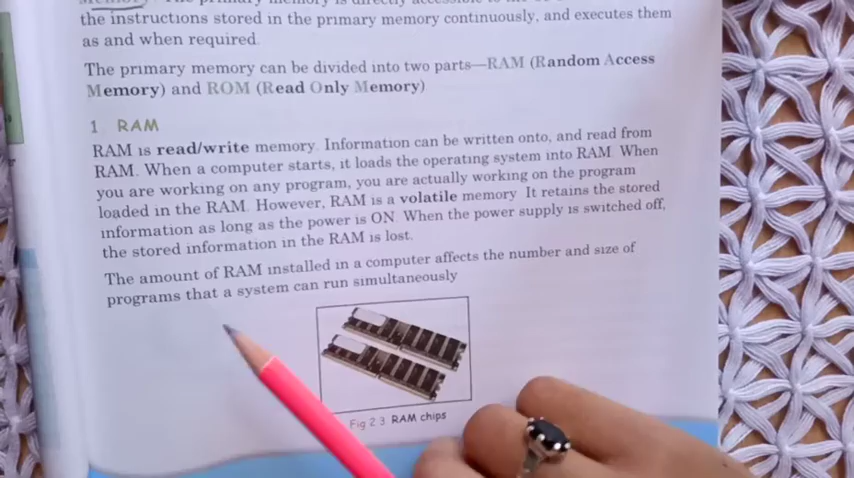 the instructions stored in the primary memory continuously, and executes them
as and when required.
The primary memory can be divided into two parts—RAM (Random Access
Memory) and ROM (Read Only Memory)
1 RAM
RAM is read/write memory. Information can be written onto, and read from
RAM. When a computer starts, it loads the operating system into RAM. When
you are working on any program, you are actually working on the program
loaded in the RAM. However, RAM is a volatile memory. It retains the stored
information as long as the power is ON. When the power supply is switched off,
the stored information in the RAM is lost.
The amount of RAM installed in a computer affects the number and size of
programs that a system can run simultaneously
Fig 2.3 RAM chips